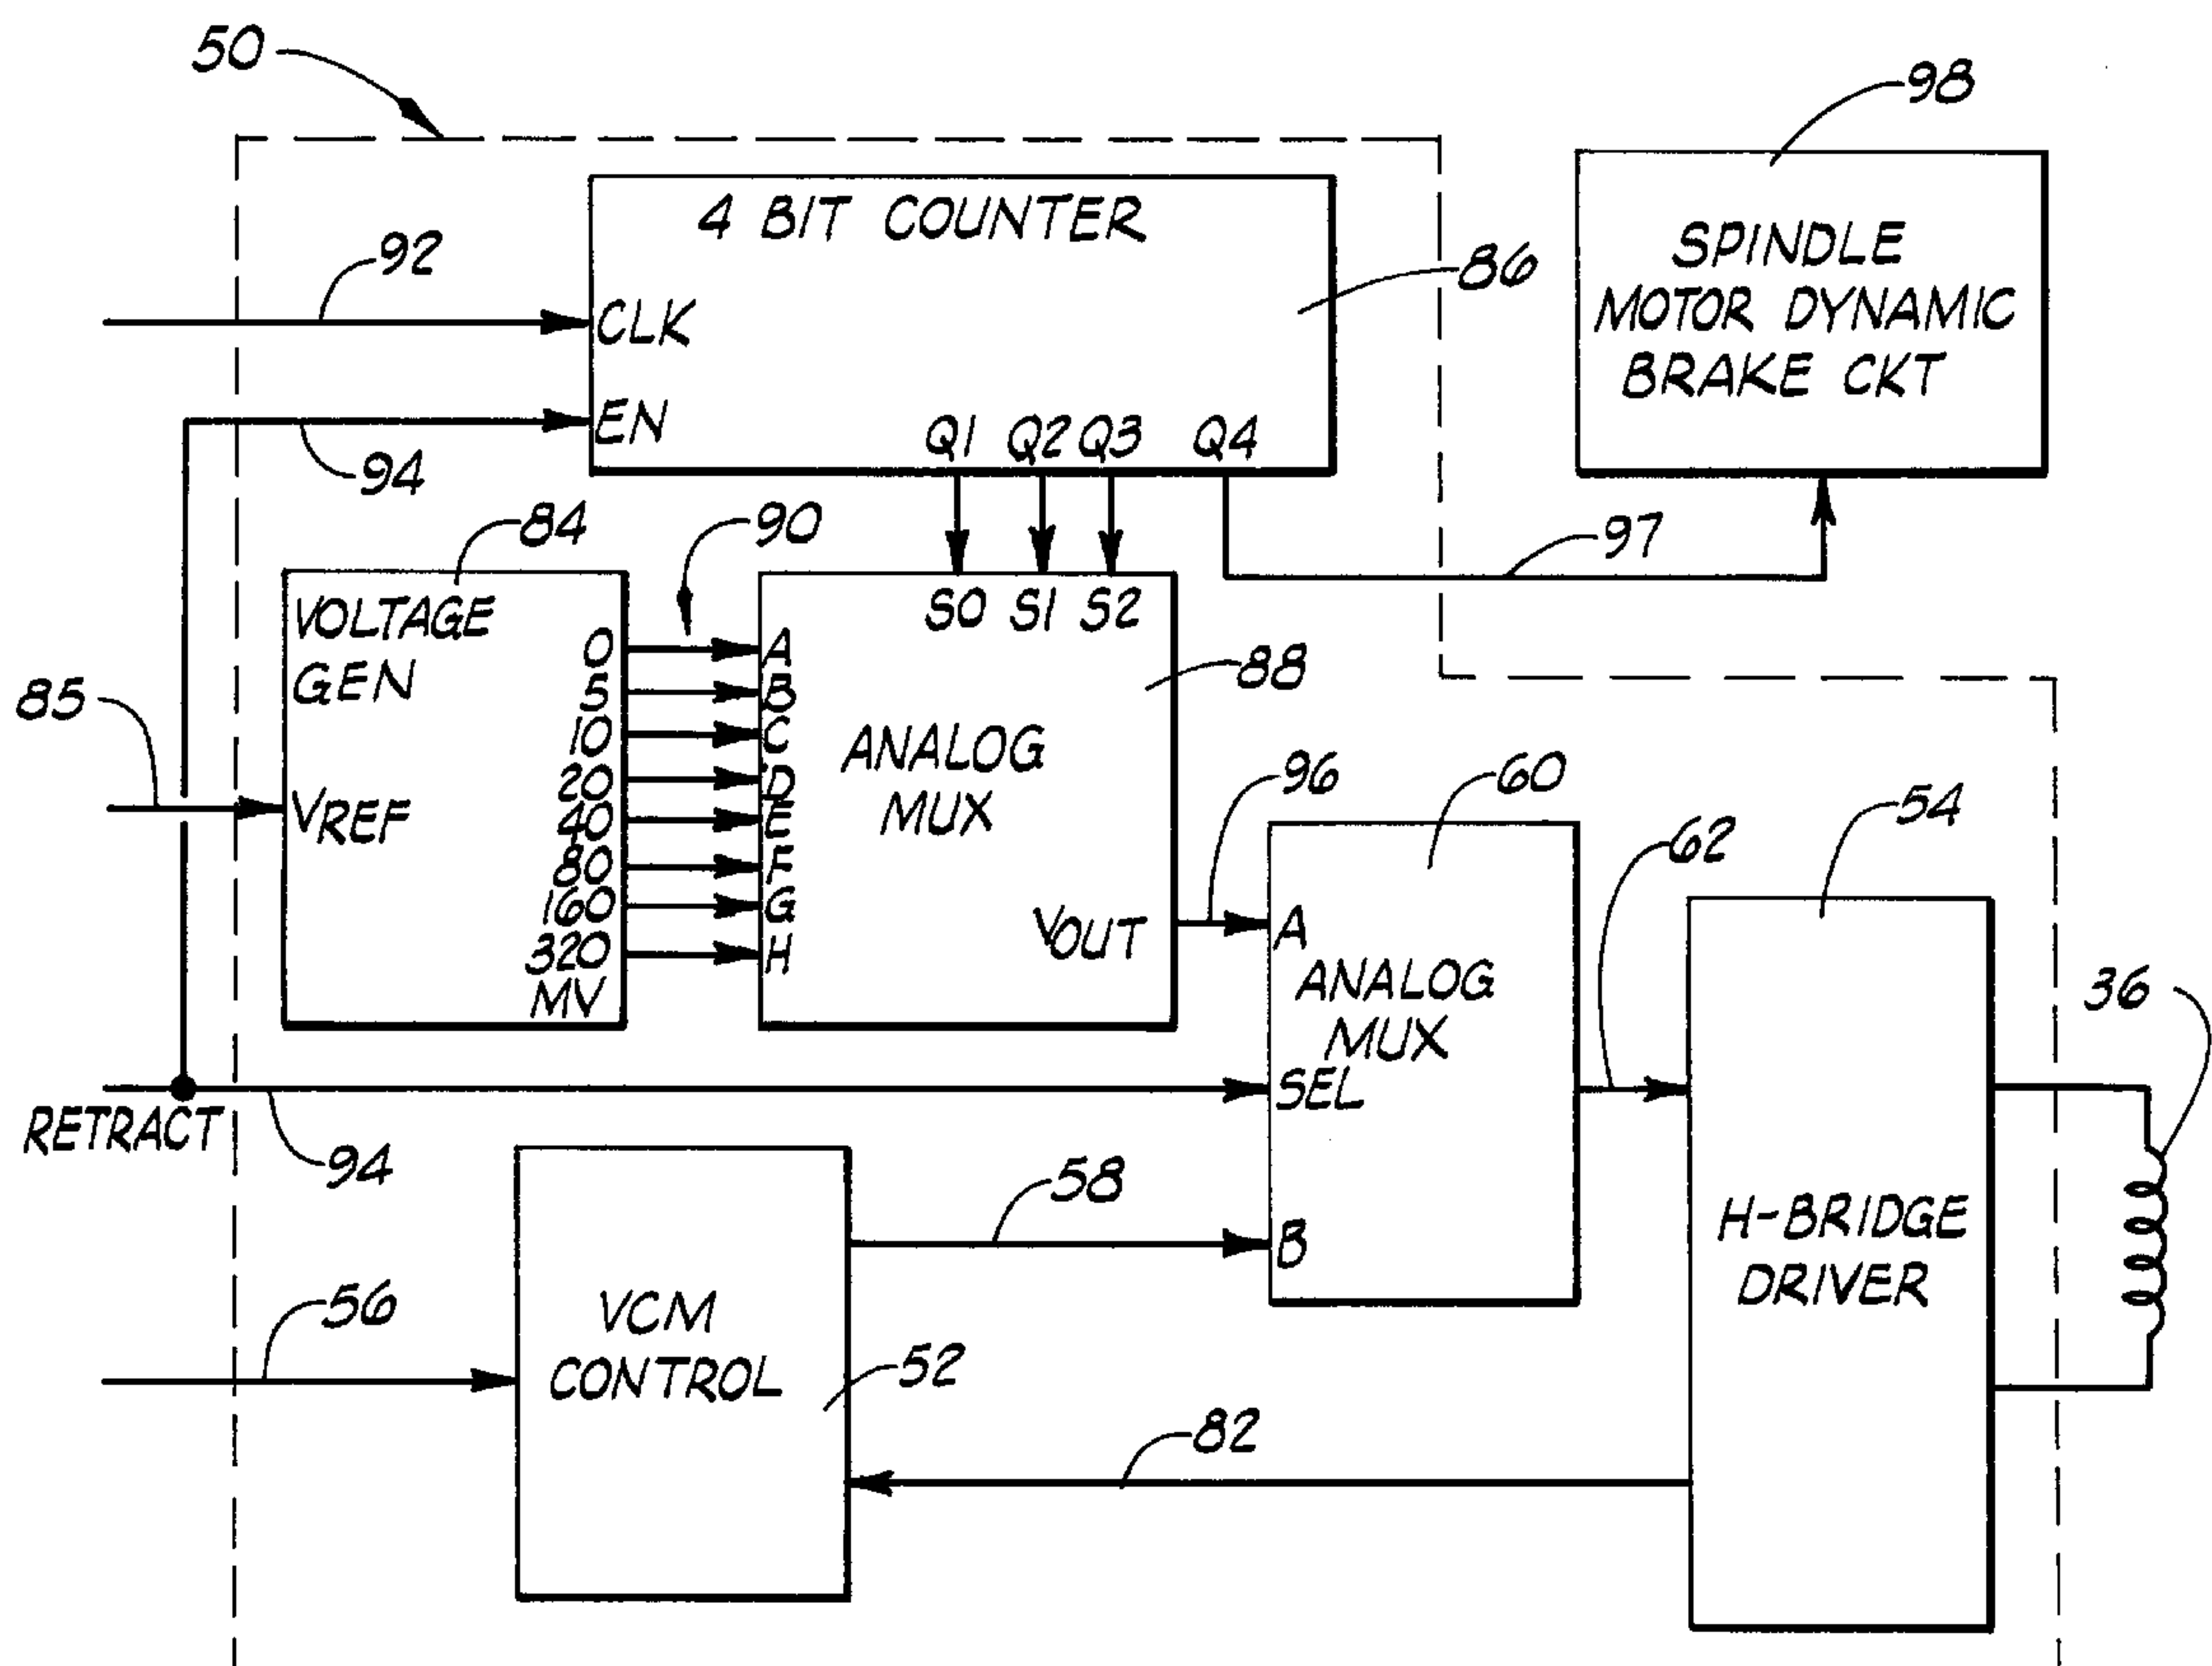 50
98
4 BIT COUNTER
SPINDLE
MOTOR DYNAMIC
BRAKE CKT
92
86
CLK
EN
94
Q1 Q2 Q3 Q4
97
84
90
VOLTAGE
GEN
85
VREF
0
5
10
20
40
80
160
320
MV
A
B
C
D
E
F
G
H
S0 S1 S2
88
ANALOG
MUX
VOUT
96
60
A
ANALOG
MUX
SEL
B
62
54
H-BRIDGE
DRIVER
36
RETRACT
94
58
56
VCM
CONTROL
52
82